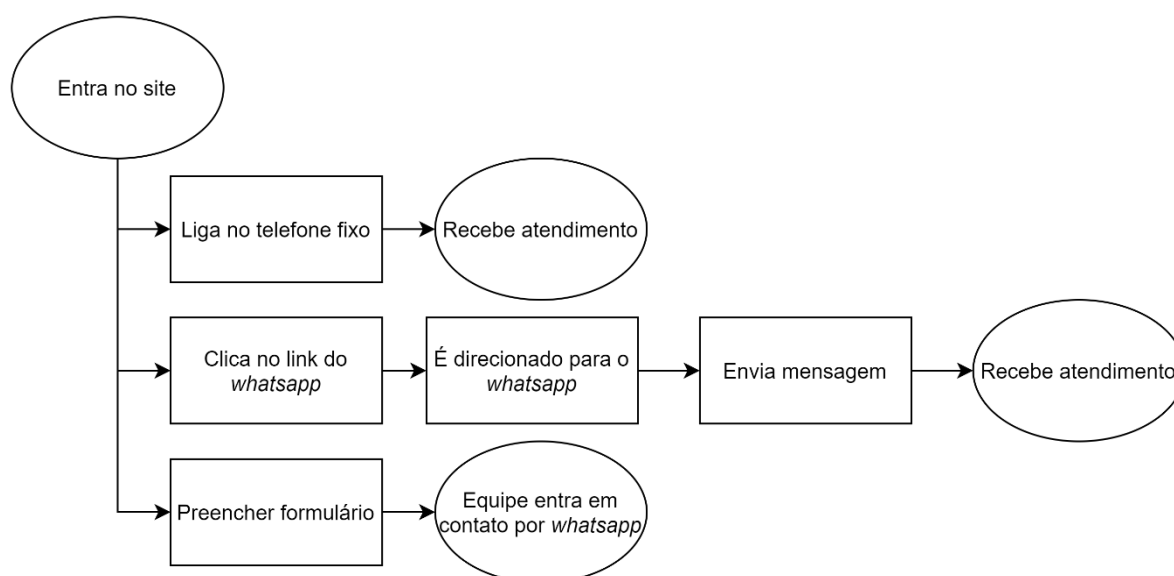 Entra no site
Liga no telefone fixo
Recebe atendimento
Clica no link do
whatsapp
É direcionado para o
whatsapp
Envia mensagem
Recebe atendimento
Preencher formulário
Equipe entra em
contato por whatsapp